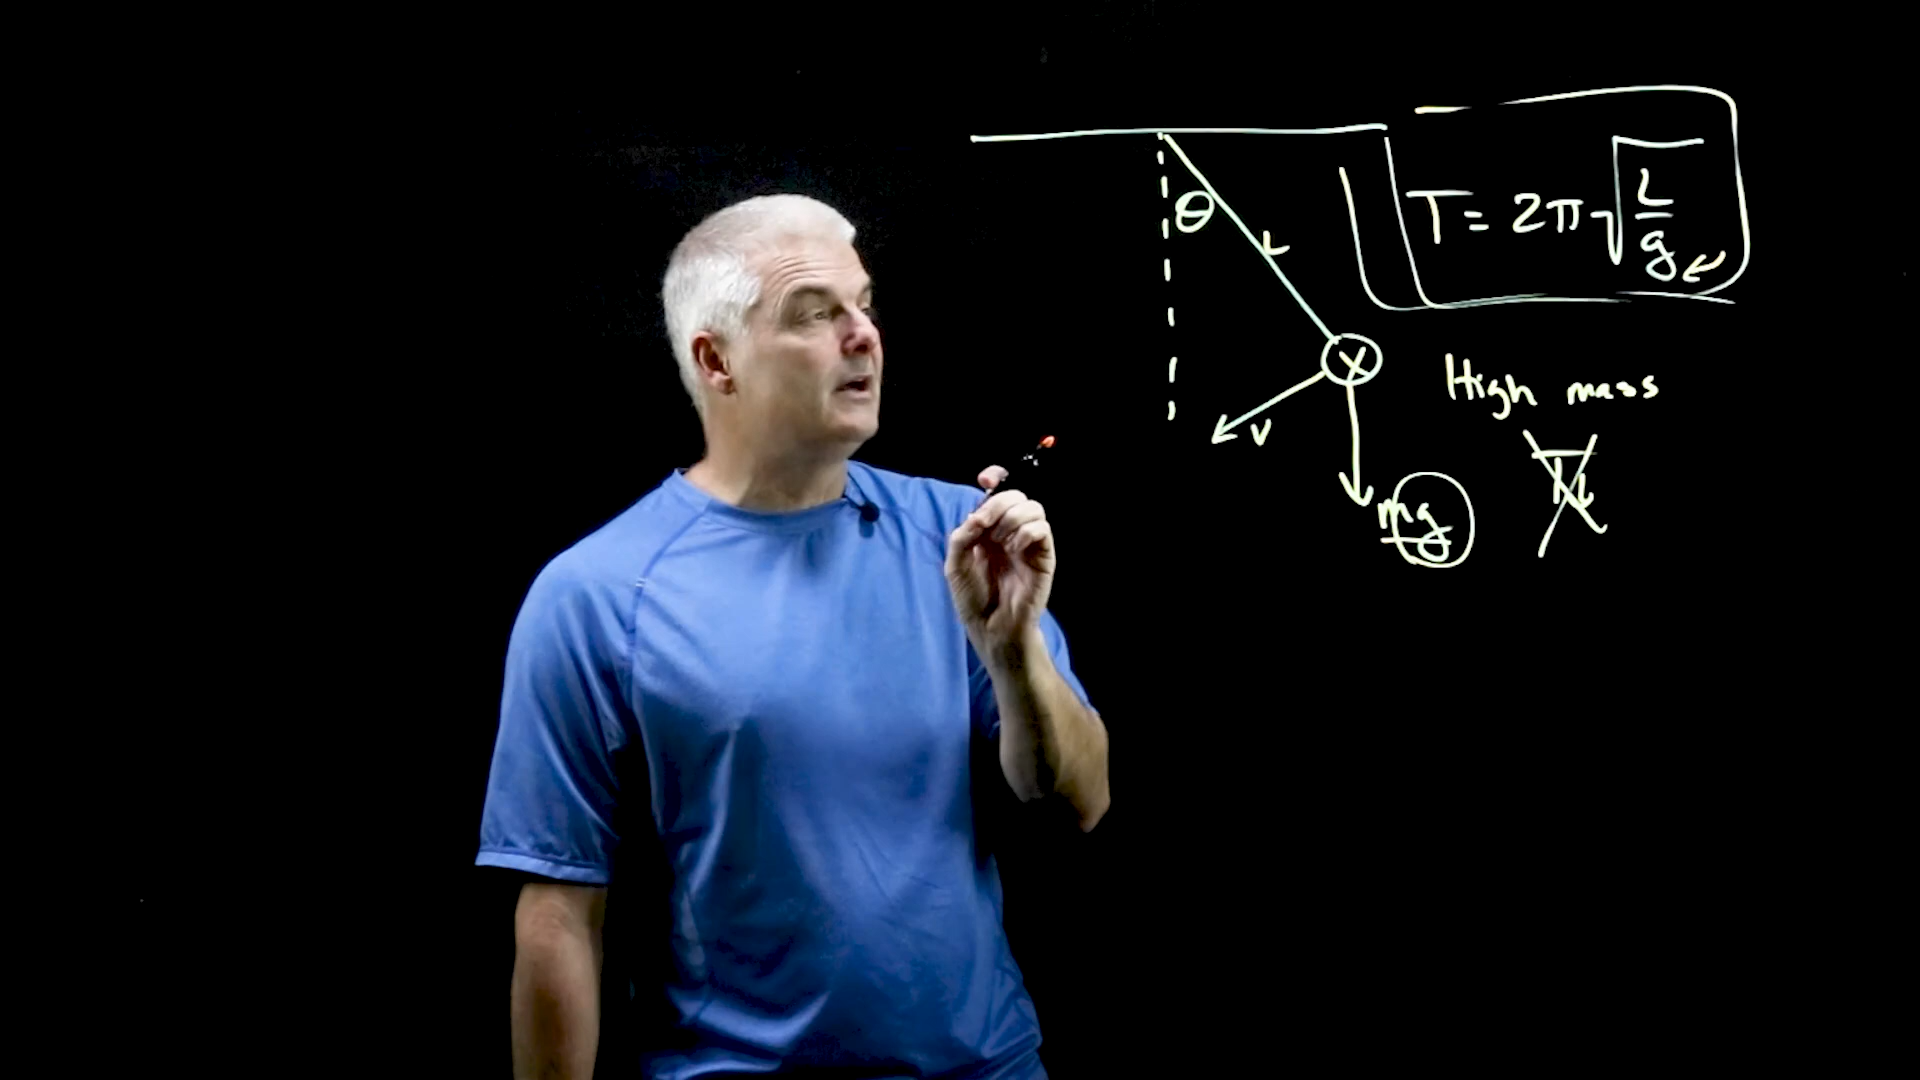 T = 2π√(L/g)
θ
L
v
High mass
mg